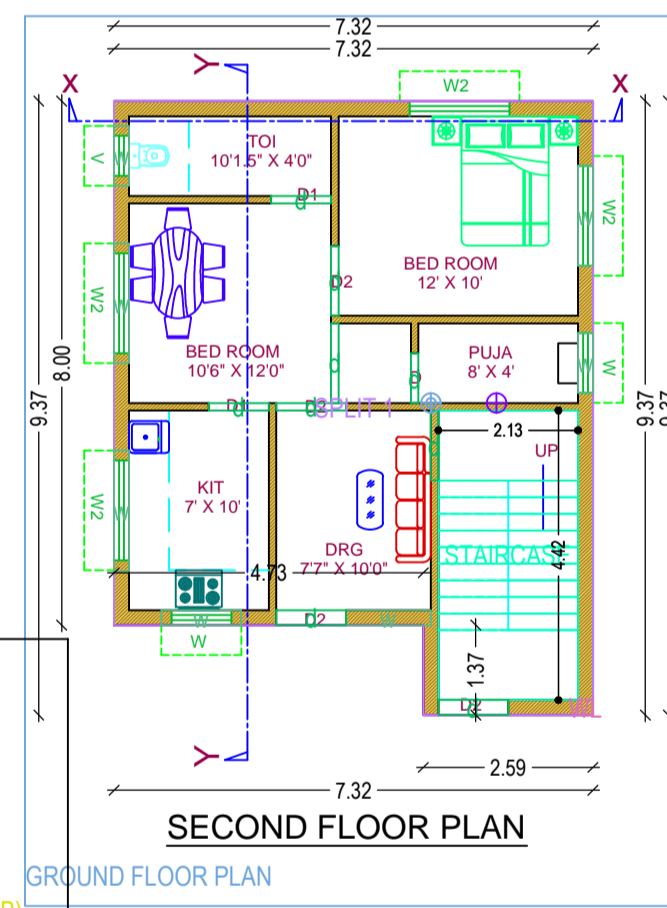 7.32
7.32
Y
X
X
W2
V
TOI
10'1.5" X 4'0"
D1
W2
W2
D2
BED ROOM
12' X 10'
BED ROOM
10'6" X 12'0"
PUJA
8' X 4'
W
D
8.00
9.37
9.37
9.37
SPLIT 1
2.13
UP
KIT
7' X 10'
W2
DRG
7'7" X 10'0"
STAIRCASE
4.42
4.73
D2
W
W
W
1.37
Y
2.59
7.32
SECOND FLOOR PLAN
GROUND FLOOR PLAN